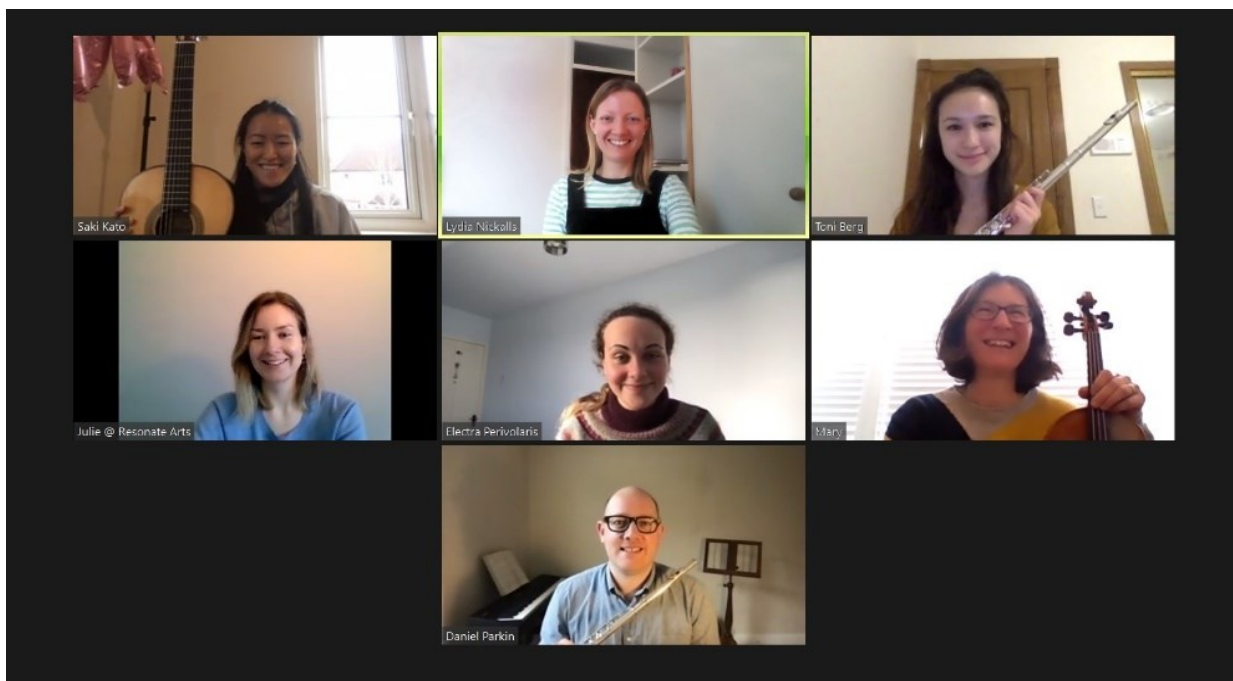 Saki Kato
Lydia Nickalls
Toni Berg
Julie @ Resonate Arts
Electra Perivolaris
Mary
Daniel Parkin